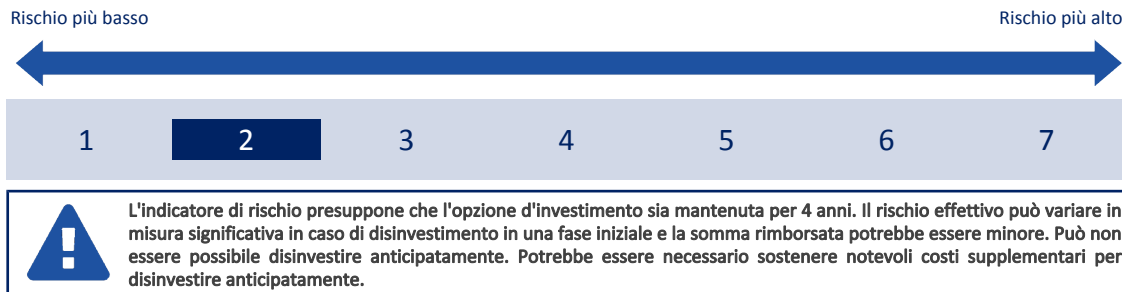 Rischio più basso Rischio più alto
1 2 3 4 5 6 7
L'indicatore di rischio presuppone che l'opzione d'investimento sia mantenuta per 4 anni. Il rischio effettivo può variare in
misura significativa in caso di disinvestimento in una fase iniziale e la somma rimborsata potrebbe essere minore. Può non
essere possibile disinvestire anticipatamente. Potrebbe essere necessario sostenere notevoli costi supplementari per
disinvestire anticipatamente.